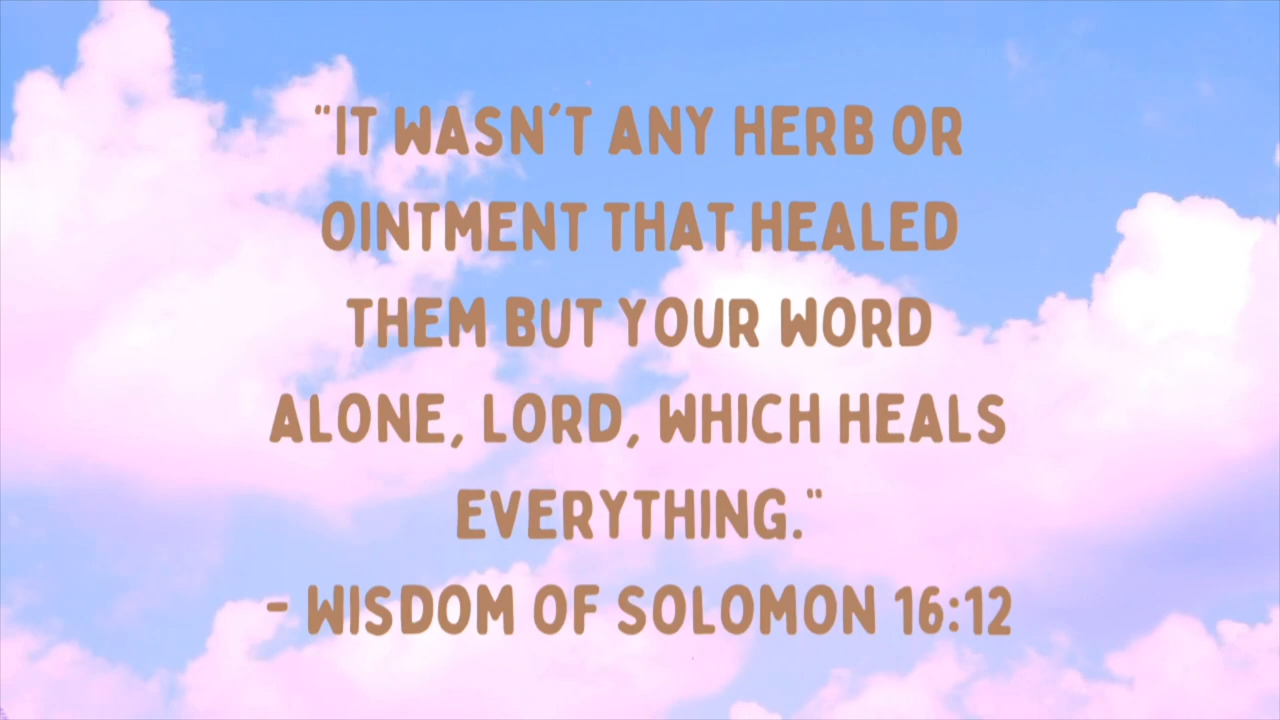 "IT WASN'T ANY HERB OR
OINTMENT THAT HEALED
THEM BUT YOUR WORD
ALONE, LORD, WHICH HEALS
EVERYTHING."
- WISDOM OF SOLOMON 16:12